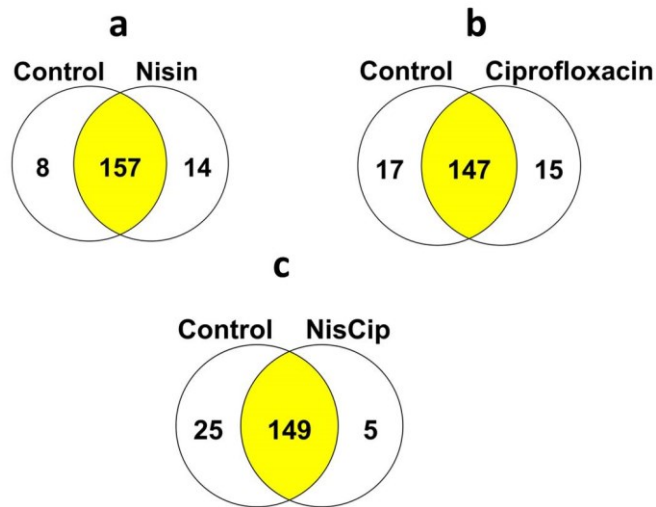 a
Control Nisin
8 157 14
b
Control Ciprofloxacin
17 147 15
c
Control NisCip
25 149 5